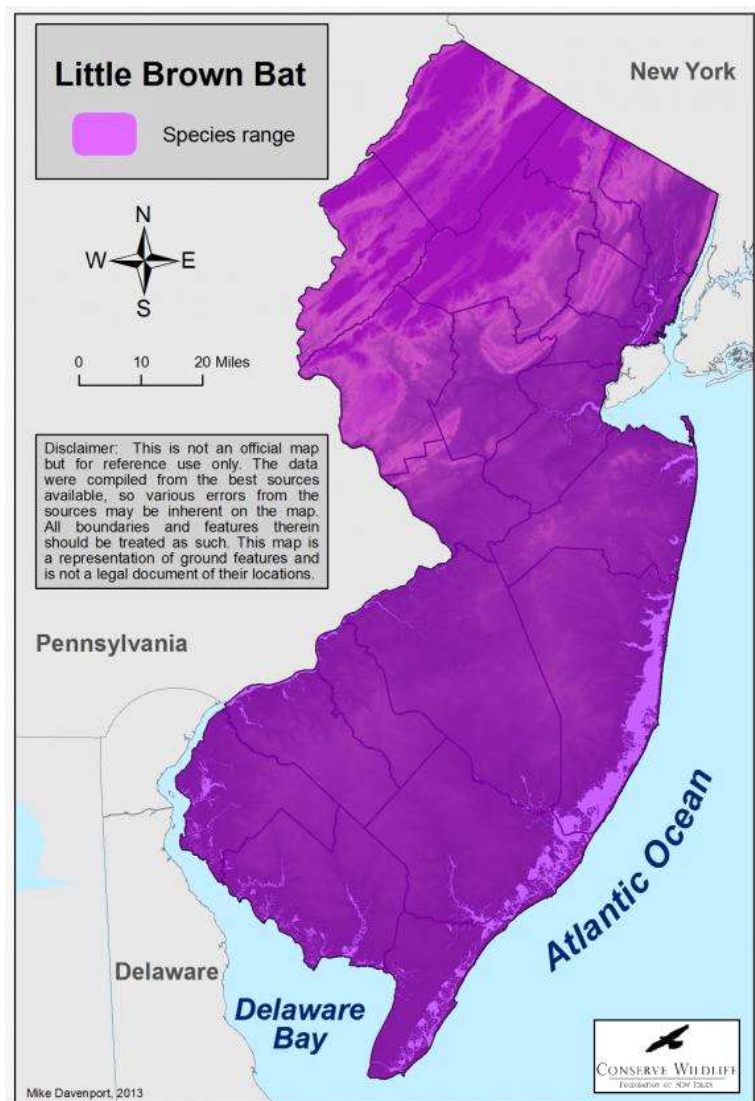 Little Brown Bat
Species range
New York
N
W E
S
0 10 20 Miles
Disclaimer: This is not an official map
but for reference use only. The data
were compiled from the best sources
available, so various errors from the
sources may be inherent on the map.
All boundaries and features therein
should be treated as such. This map is
a representation of ground features and
is not a legal document of their locations.
Pennsylvania
Atlantic Ocean
Delaware
Delaware
Bay
CONSERVE WILDLIFE
FOUNDATION OF NEW JERSEY
Mike Davenport, 2013